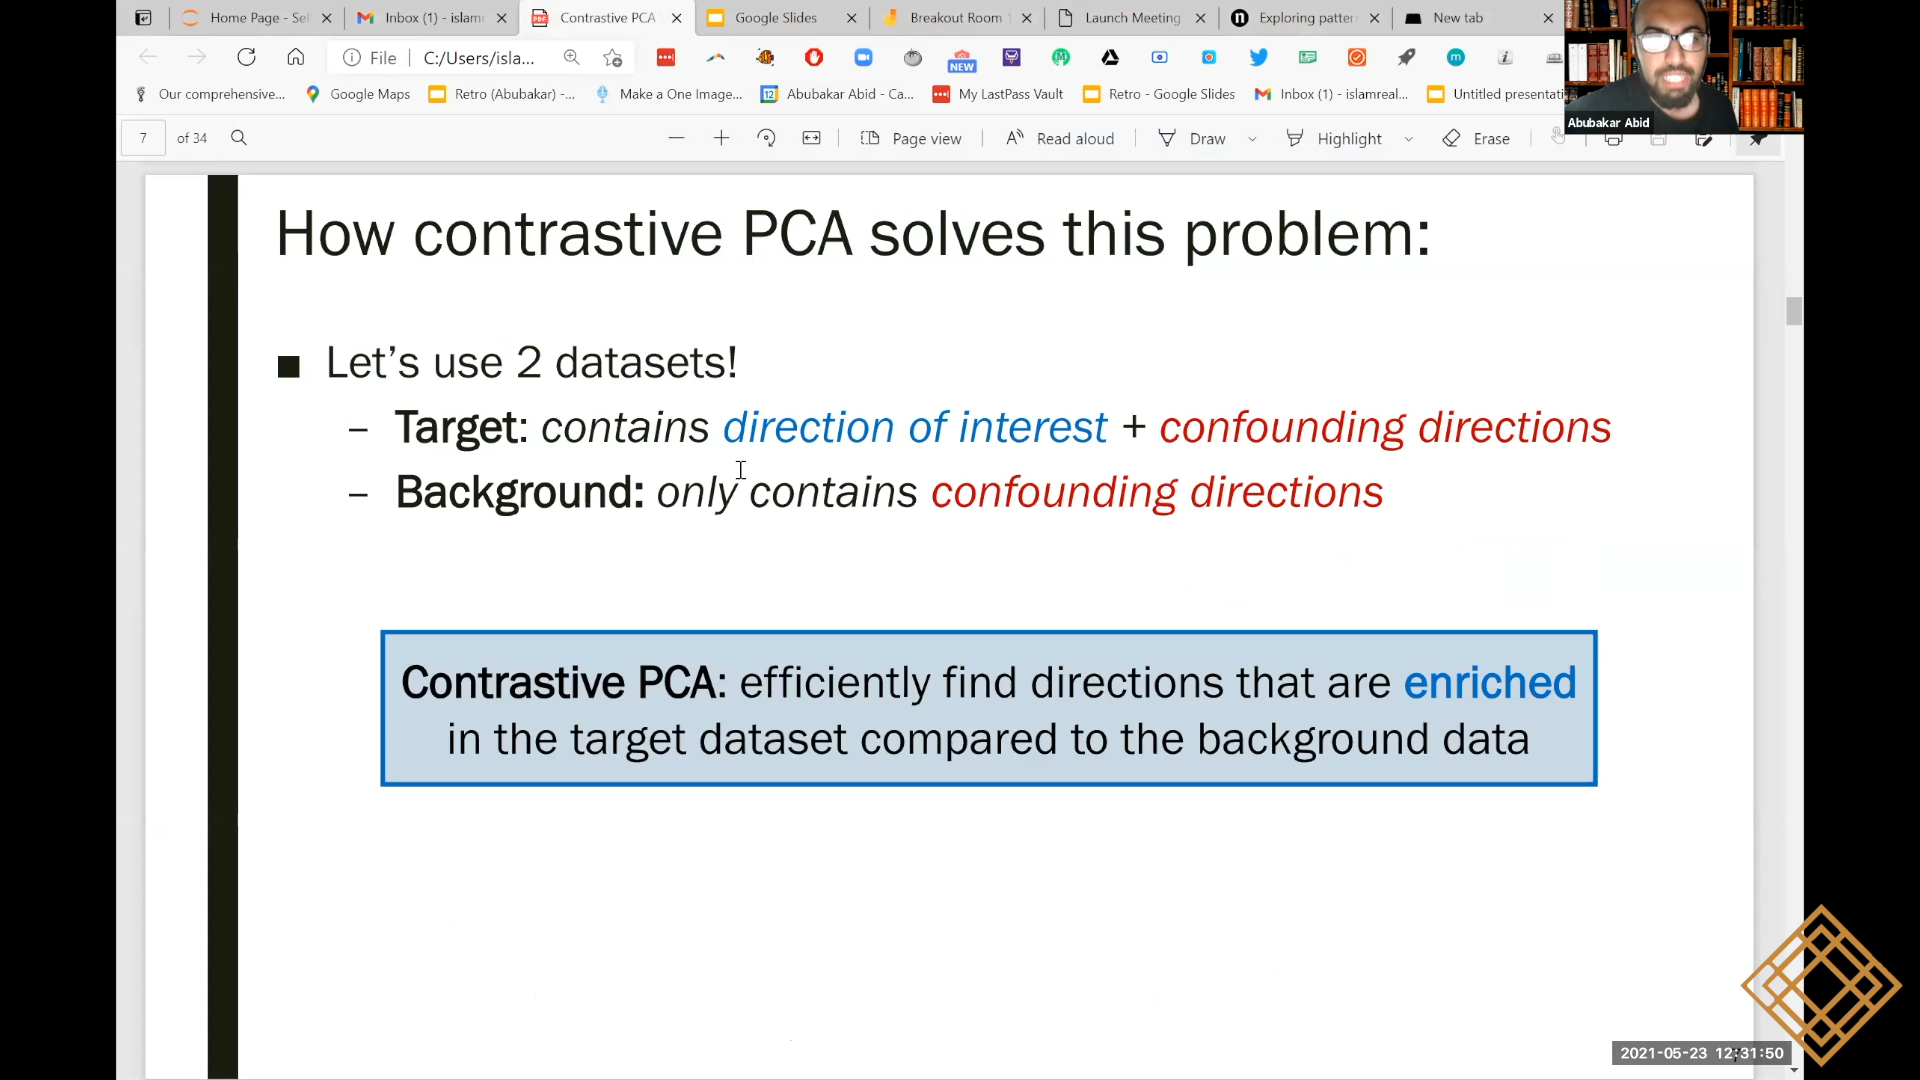 Home Page - Sel
Inbox (1) - islamr
Contrastive PCA
Google Slides
Breakout Room 1
Launch Meeting
Exploring patter
New tab
File
C:/Users/isla...
NEW
Our comprehensive...
Google Maps
Retro (Abubakar) -...
Make a One Image...
Abubakar Abid - Ca...
My LastPass Vault
Retro - Google Slides
Inbox (1) - islamreal...
Untitled presentati
Abubakar Abid
7 of 34
Page view
Read aloud
Draw
Highlight
Erase
How contrastive PCA solves this problem:
■ Let’s use 2 datasets!
– Target: contains direction of interest + confounding directions
– Background: only contains confounding directions
Contrastive PCA: efficiently find directions that are enriched
in the target dataset compared to the background data
2021-05-23 12:31:50